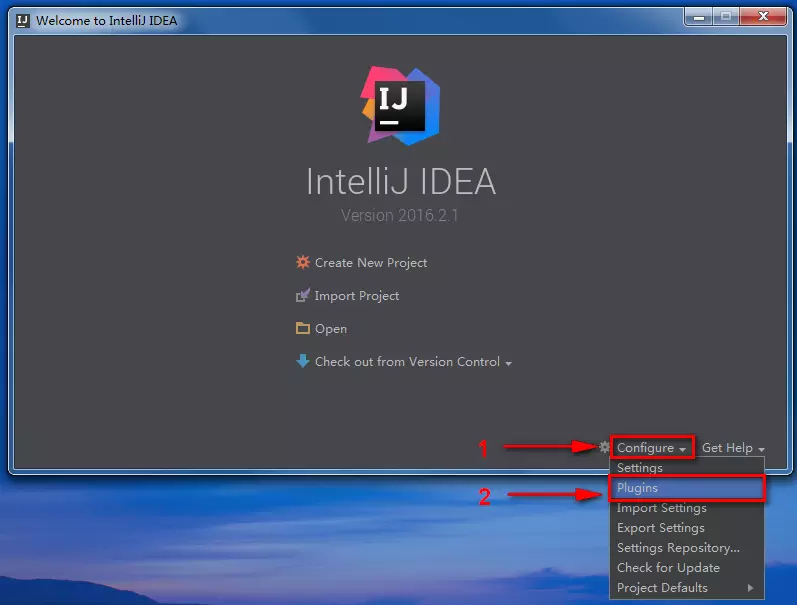 Welcome to IntelliJ IDEA
IJ
IntelliJ IDEA
Version 2016.2.1
Create New Project
Import Project
Open
Check out from Version Control
1
Configure
Get Help
Settings
2
Plugins
Import Settings
Export Settings
Settings Repository...
Check for Update
Project Defaults